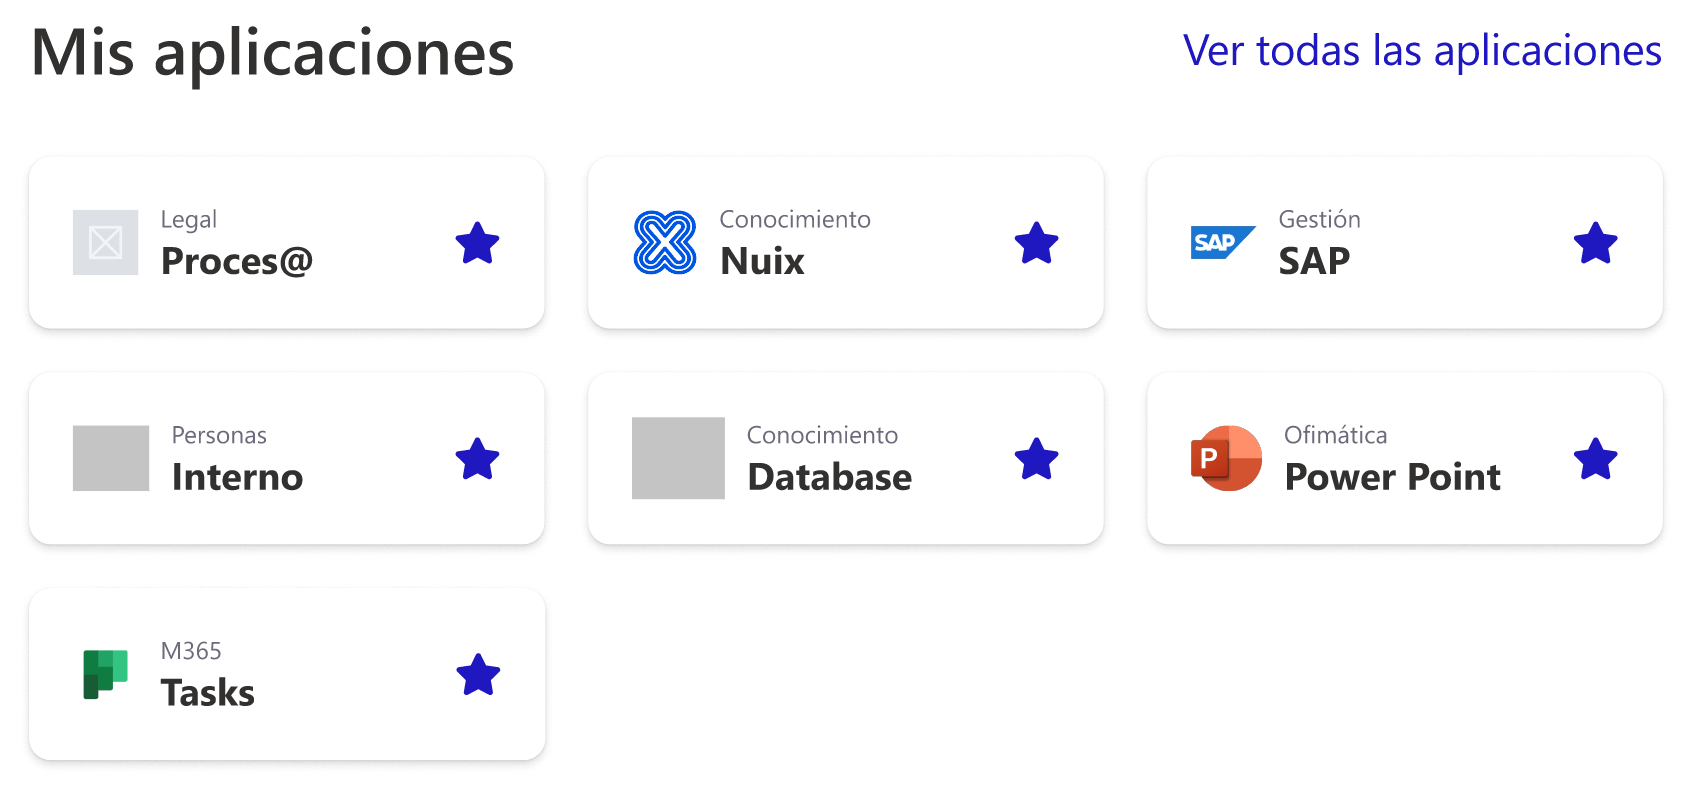 Mis aplicaciones
Ver todas las aplicaciones
Legal
Proces@
Conocimiento
Nuix
SAP
Gestión
SAP
Personas
Interno
Conocimiento
Database
P
Ofimática
Power Point
M365
Tasks